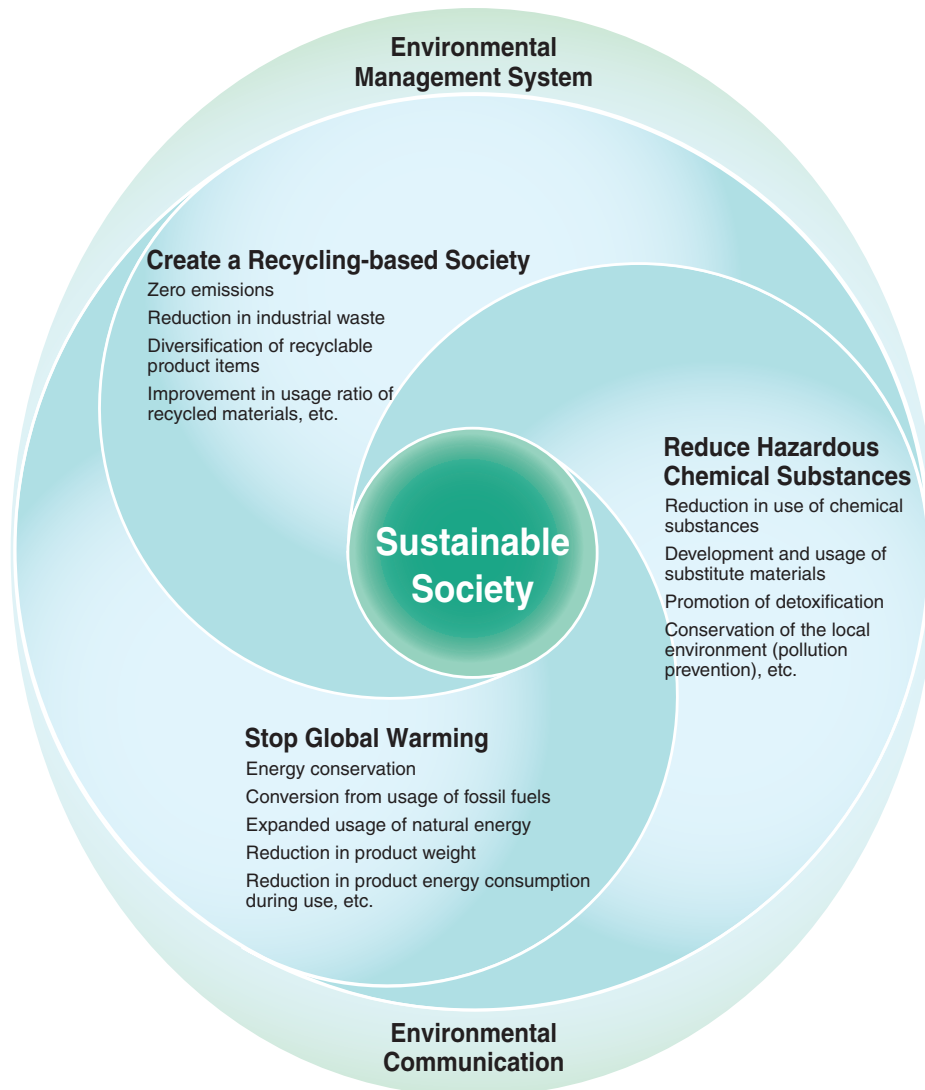 Environmental
Management System
Create a Recycling-based Society
Zero emissions
Reduction in industrial waste
Diversification of recyclable
product items
Improvement in usage ratio of
recycled materials, etc.
Reduce Hazardous
Chemical Substances
Reduction in use of chemical
substances
Development and usage of
substitute materials
Promotion of detoxification
Conservation of the local
environment (pollution
prevention), etc.
Sustainable
Society
Stop Global Warming
Energy conservation
Conversion from usage of fossil fuels
Expanded usage of natural energy
Reduction in product weight
Reduction in product energy consumption
during use, etc.
Environmental
Communication